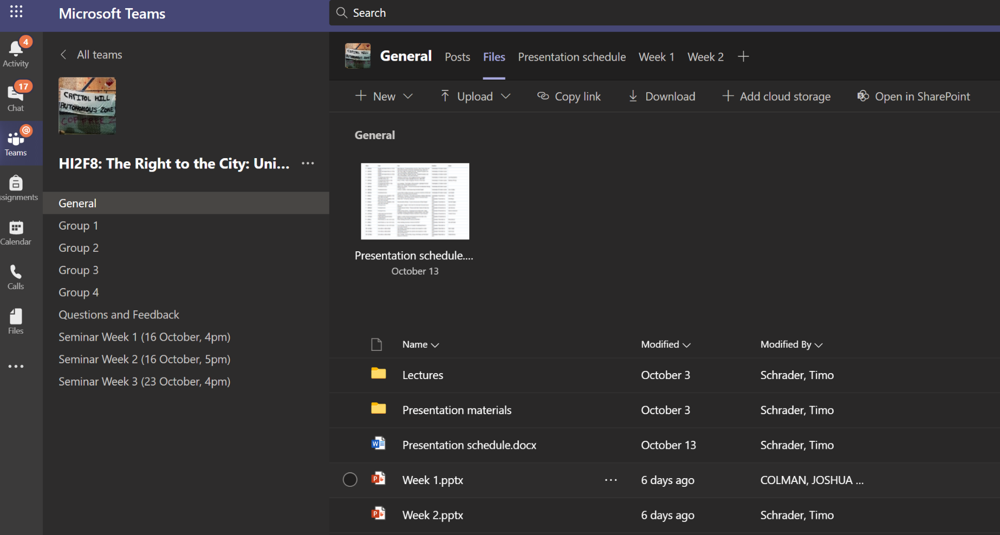 Microsoft Teams
Search
4
Activity
17
Chat
@
Teams
ssignments
Calendar
Calls
Files
All teams
CAPITOL HILL
AUTONOMOUS ZONE
COP FREE Z
HI2F8: The Right to the City: Uni...
General
Group 1
Group 2
Group 3
Group 4
Questions and Feedback
Seminar Week 1 (16 October, 4pm)
Seminar Week 2 (16 October, 5pm)
Seminar Week 3 (23 October, 4pm)
CAPITOL HILL
AUTONOMOUS ZONE
General Posts Files Presentation schedule Week 1 Week 2
New Upload Copy link Download Add cloud storage Open in SharePoint
General
Presentation schedule....
October 13
Name Modified Modified By
Lectures October 3 Schrader, Timo
Presentation materials October 3 Schrader, Timo
Presentation schedule.docx October 13 Schrader, Timo
Week 1.pptx ... 6 days ago COLMAN, JOSHUA ...
Week 2.pptx 6 days ago Schrader, Timo